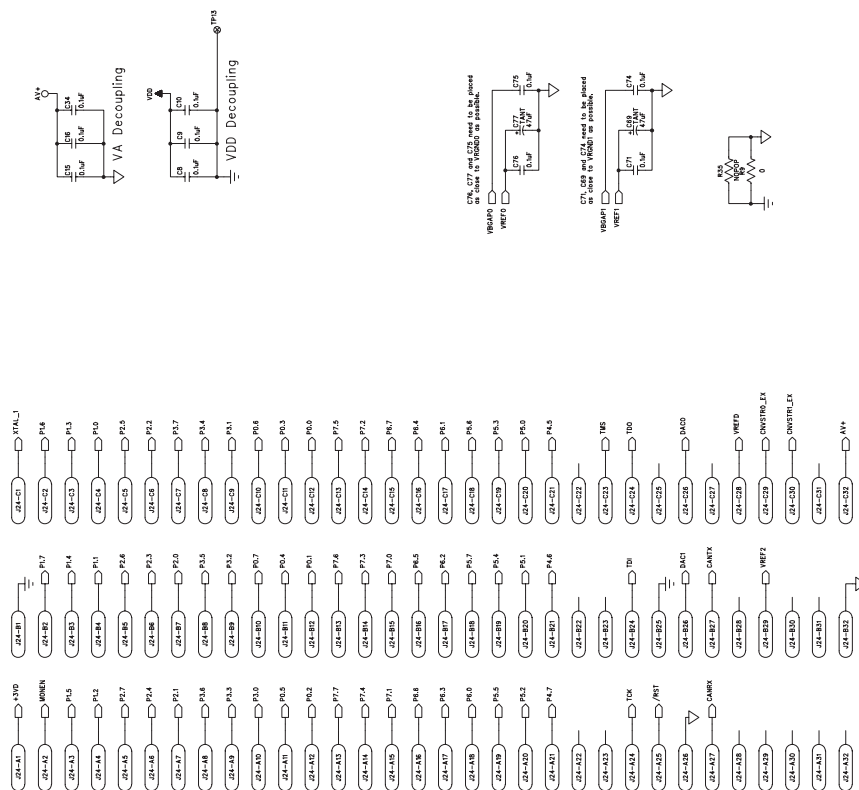 AV+
C15
0.1uF
C16
0.1uF
C34
0.1uF
VA Decoupling
VDD
TP13
C8
0.1uF
C9
0.1uF
C10
0.1uF
VDD Decoupling
C76, C77 and C75 need to be placed
as close to VRGND0 as possible.
VBGAP0
VREF0
C76
0.1uF
+ C77
TANT
47uF
C75
0.1uF
C71, C69 and C74 need to be placed
as close to VRGND1 as possible.
VBGAP1
VREF1
C71
0.1uF
+ C69
TANT
47uF
C74
0.1uF
R35
NOPOP
R9
0
J24-C1 XTAL_1
J24-C2 P1.6
J24-C3 P1.3
J24-C4 P1.0
J24-C5 P2.5
J24-C6 P2.2
J24-C7 P3.7
J24-C8 P3.4
J24-C9 P3.1
J24-C10 P0.6
J24-C11 P0.3
J24-C12 P0.0
J24-C13 P7.5
J24-C14 P7.2
J24-C15 P6.7
J24-C16 P6.4
J24-C17 P6.1
J24-C18 P5.6
J24-C19 P5.3
J24-C20 P5.0
J24-C21 P4.5
J24-C22
J24-C23 TMS
J24-C24 TDO
J24-C25
J24-C26 DAC0
J24-C27
J24-C28 VREFD
J24-C29 CNVSTR0_EX
J24-C30 CNVSTR1_EX
J24-C31
J24-C32 AV+
J24-B1
J24-B2 P1.7
J24-B3 P1.4
J24-B4 P1.1
J24-B5 P2.6
J24-B6 P2.3
J24-B7 P2.0
J24-B8 P3.5
J24-B9 P3.2
J24-B10 P0.7
J24-B11 P0.4
J24-B12 P0.1
J24-B13 P7.6
J24-B14 P7.3
J24-B15 P7.0
J24-B16 P6.5
J24-B17 P6.2
J24-B18 P5.7
J24-B19 P5.4
J24-B20 P5.1
J24-B21 P4.6
J24-B22
J24-B23
J24-B24 TDI
J24-B25
J24-B26 DAC1
J24-B27 CANTX
J24-B28
J24-B29 VREF2
J24-B30
J24-B31
J24-B32
J24-A1 +3VD
J24-A2 MONEN
J24-A3 P1.5
J24-A4 P1.2
J24-A5 P2.7
J24-A6 P2.4
J24-A7 P2.1
J24-A8 P3.6
J24-A9 P3.3
J24-A10 P3.0
J24-A11 P0.5
J24-A12 P0.2
J24-A13 P7.7
J24-A14 P7.4
J24-A15 P7.1
J24-A16 P6.6
J24-A17 P6.3
J24-A18 P6.0
J24-A19 P5.5
J24-A20 P5.2
J24-A21 P4.7
J24-A22
J24-A23
J24-A24 TCK
J24-A25 /RST
J24-A26
J24-A27 CANRX
J24-A28
J24-A29
J24-A30
J24-A31
J24-A32